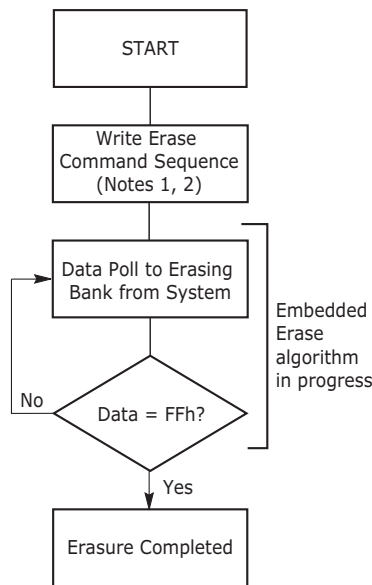 START
Write Erase
Command Sequence
(Notes 1, 2)
Data Poll to Erasing
Bank from System
Embedded
Erase
algorithm
in progress
Data = FFh?
No
Yes
Erasure Completed